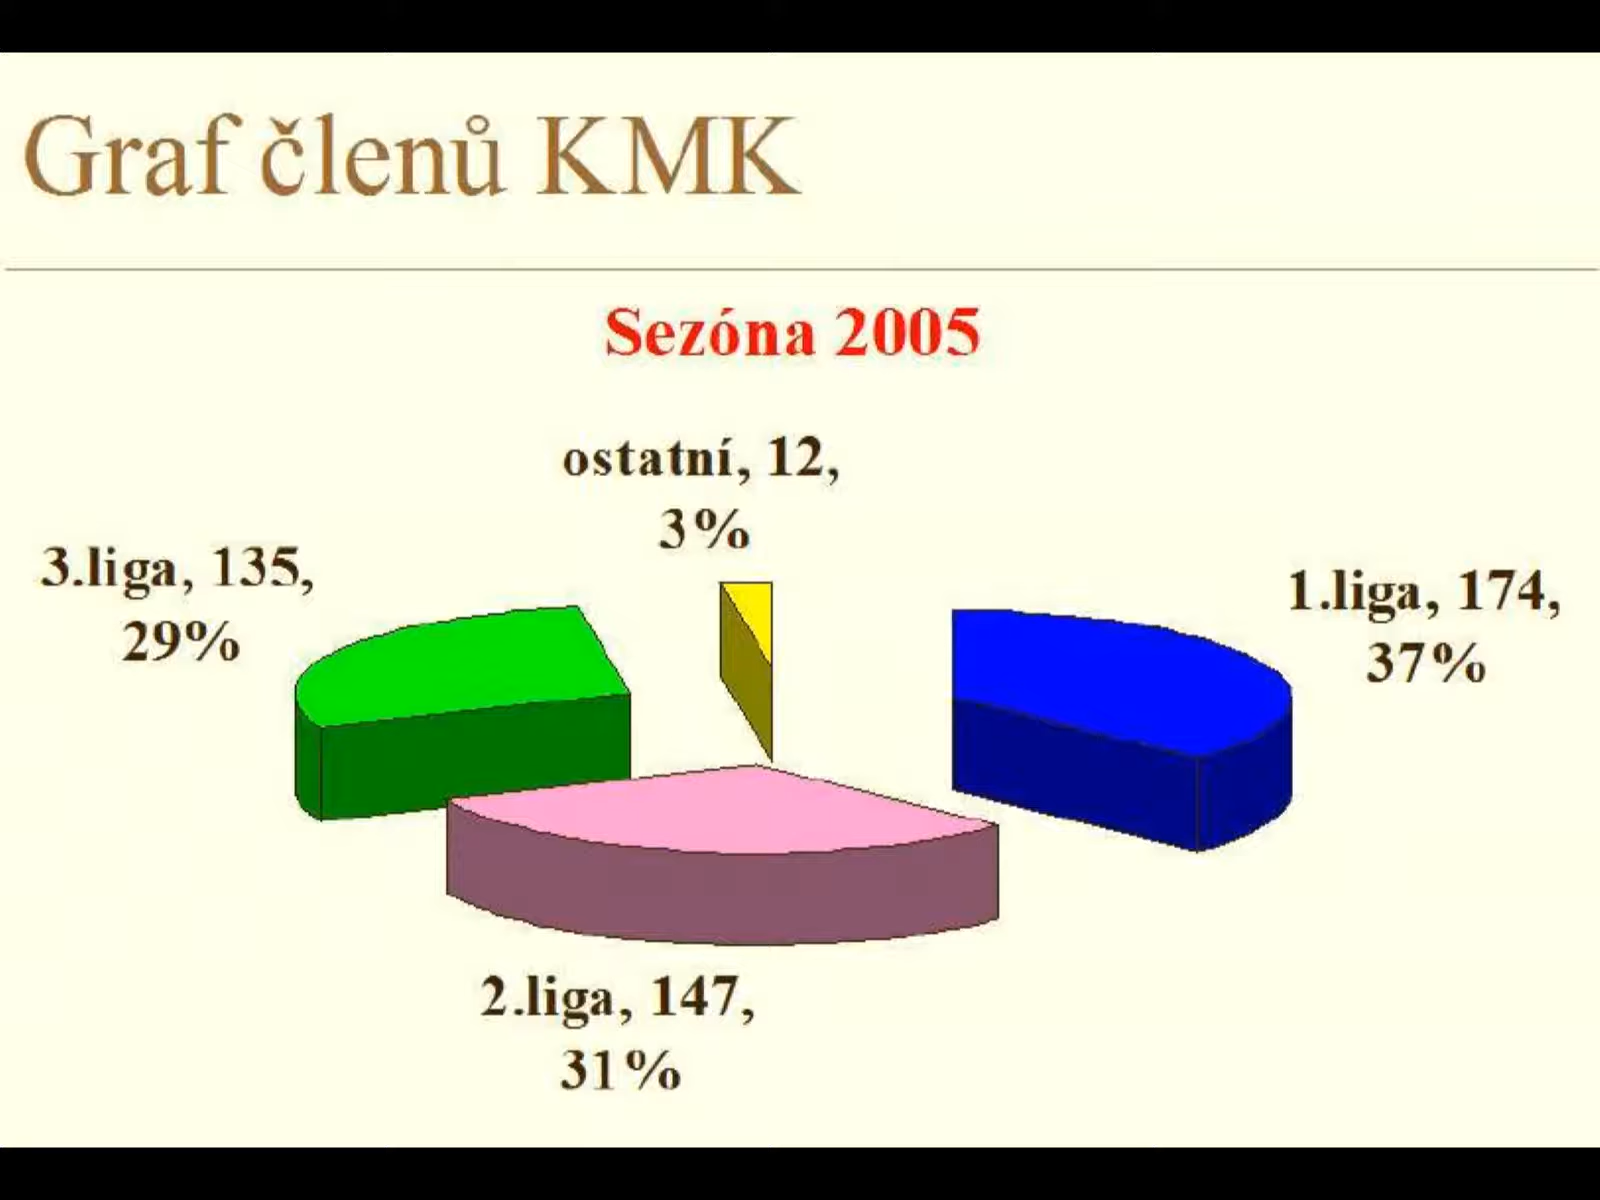 Graf členů KMK
Sezóna 2005
ostatní, 12,
3%
3.liga, 135,
29%
1.liga, 174,
37%
2.liga, 147,
31%